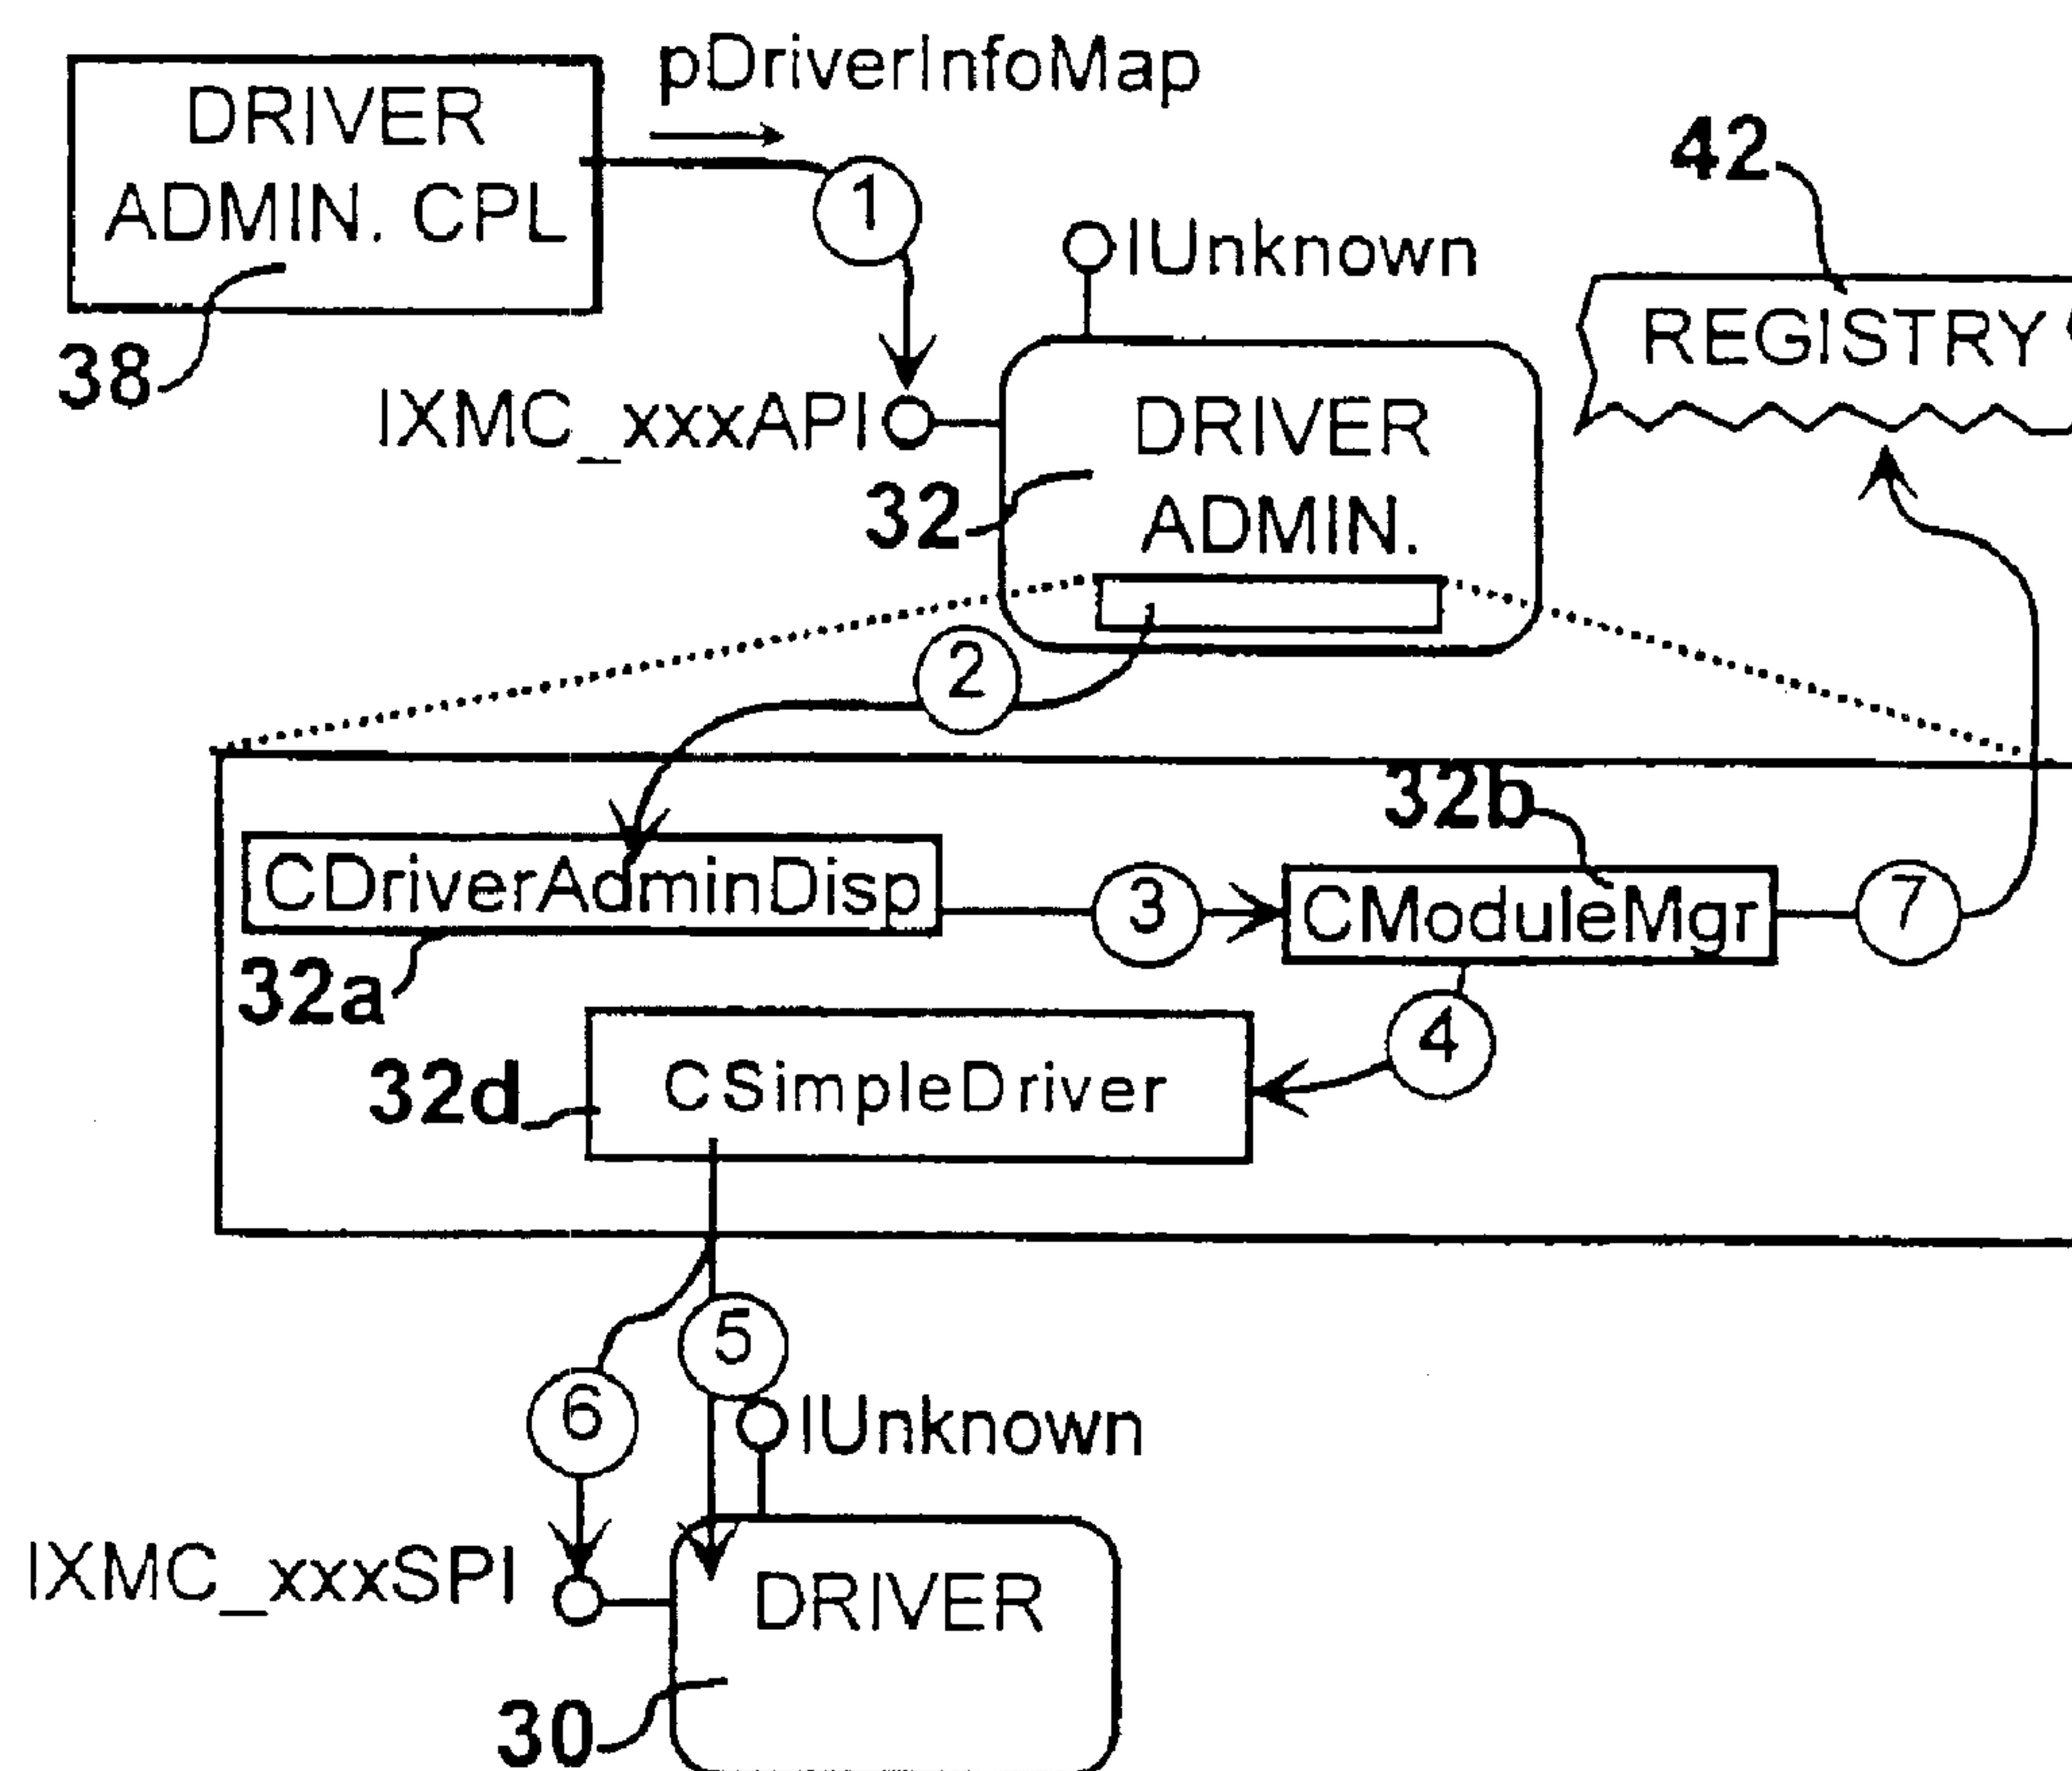 pDriverInfoMap
DRIVER
ADMIN. CPL
1
42
38
IUnknown
REGISTRY
IXMC_xxxAPI
DRIVER
ADMIN.
32
2
32b
CDriverAdminDisp
3
CModuleMgr
7
32a
4
32d
CSimpleDriver
5
6
IUnknown
IXMC_xxxSPI
DRIVER
30